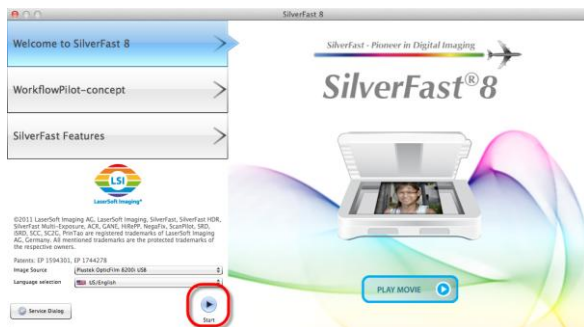 SilverFast 8
Welcome to SilverFast 8
WorkflowPilot-concept
SilverFast Features
LSI
LaserSoft Imaging®
©2011 LaserSoft Imaging AG, LaserSoft Imaging, SilverFast, SilverFast HDR,
SilverFast Multi-Exposure, ACR, GANE, HiRePP, NegaFix, ScanPilot, SRD,
iSRD, SCC, SC2G, PrinTao are registered trademarks of LaserSoft Imaging
AG, Germany. All mentioned trademarks are the protected trademarks of
the respective owners.
Patents: EP 1594301, EP 1744278
Image Source Plustek OpticFilm 8200i USB
Language selection US/English
Service Dialog
Start
SilverFast - Pioneer in Digital Imaging
SilverFast®8
PLAY MOVIE